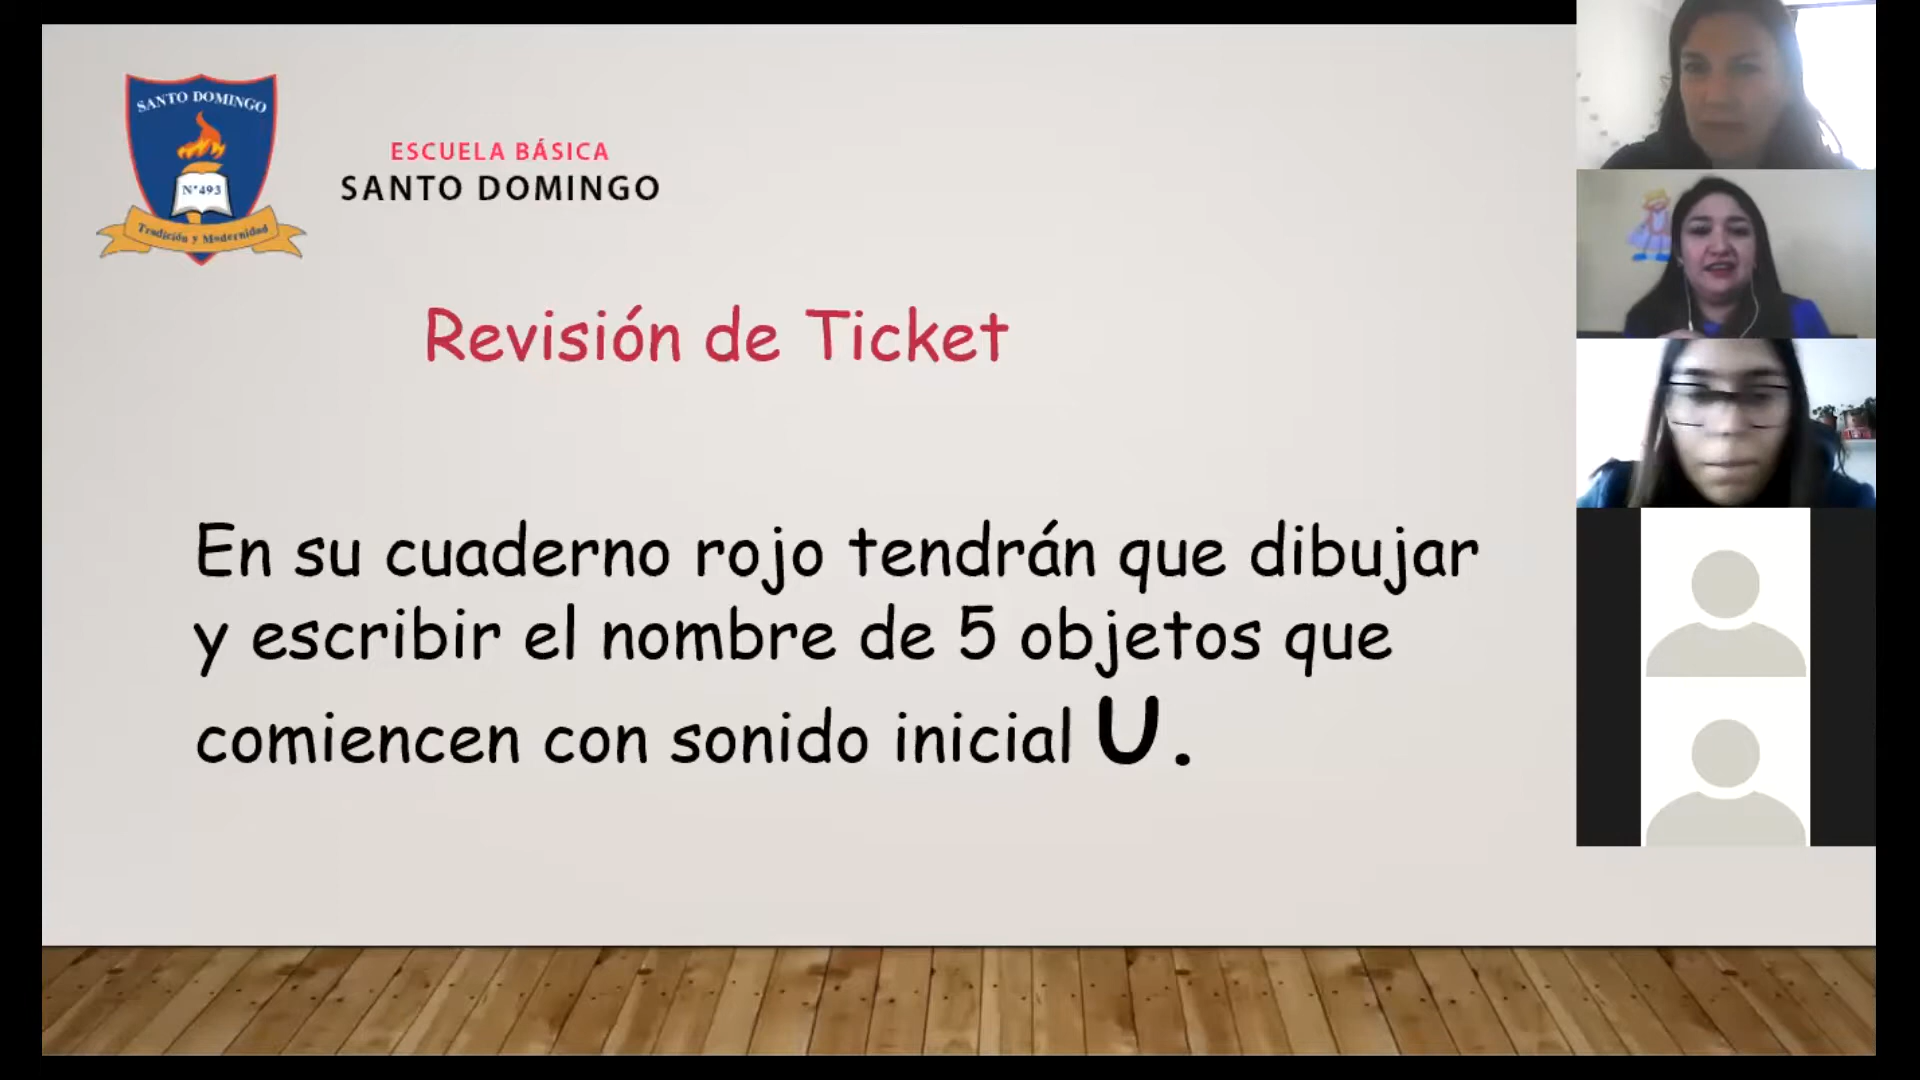 SANTO DOMINGO
N°493
Tradición y Modernidad
ESCUELA BÁSICA
SANTO DOMINGO
Revisión de Ticket
En su cuaderno rojo tendrán que dibujar
y escribir el nombre de 5 objetos que
comiencen con sonido inicial U.